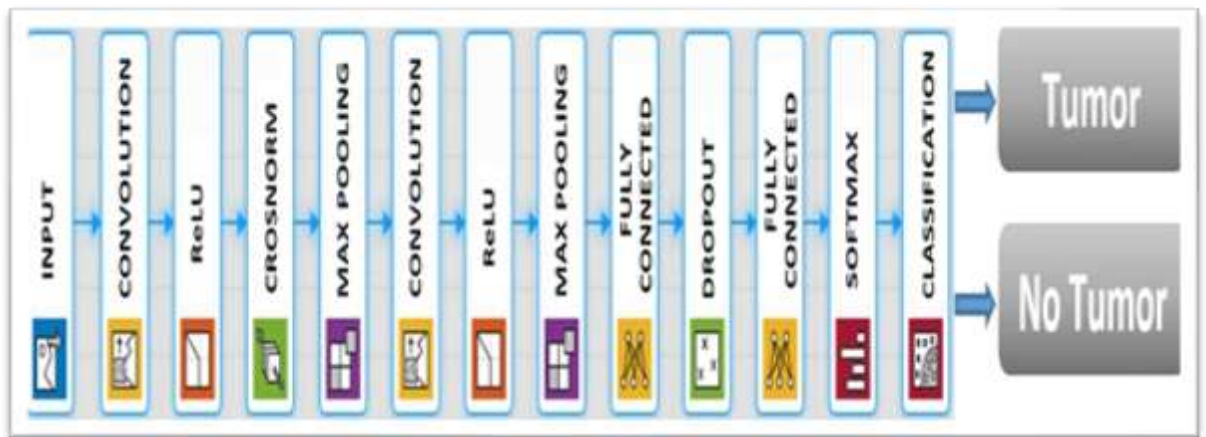 INPUT
CONVOLUTION
ReLU
CROSNORM
MAX POOLING
CONVOLUTION
ReLU
MAX POOLING
FULLY
CONNECTED
DROPOUT
FULLY
CONNECTED
SOFTMAX
CLASSIFICATION
Tumor
No Tumor